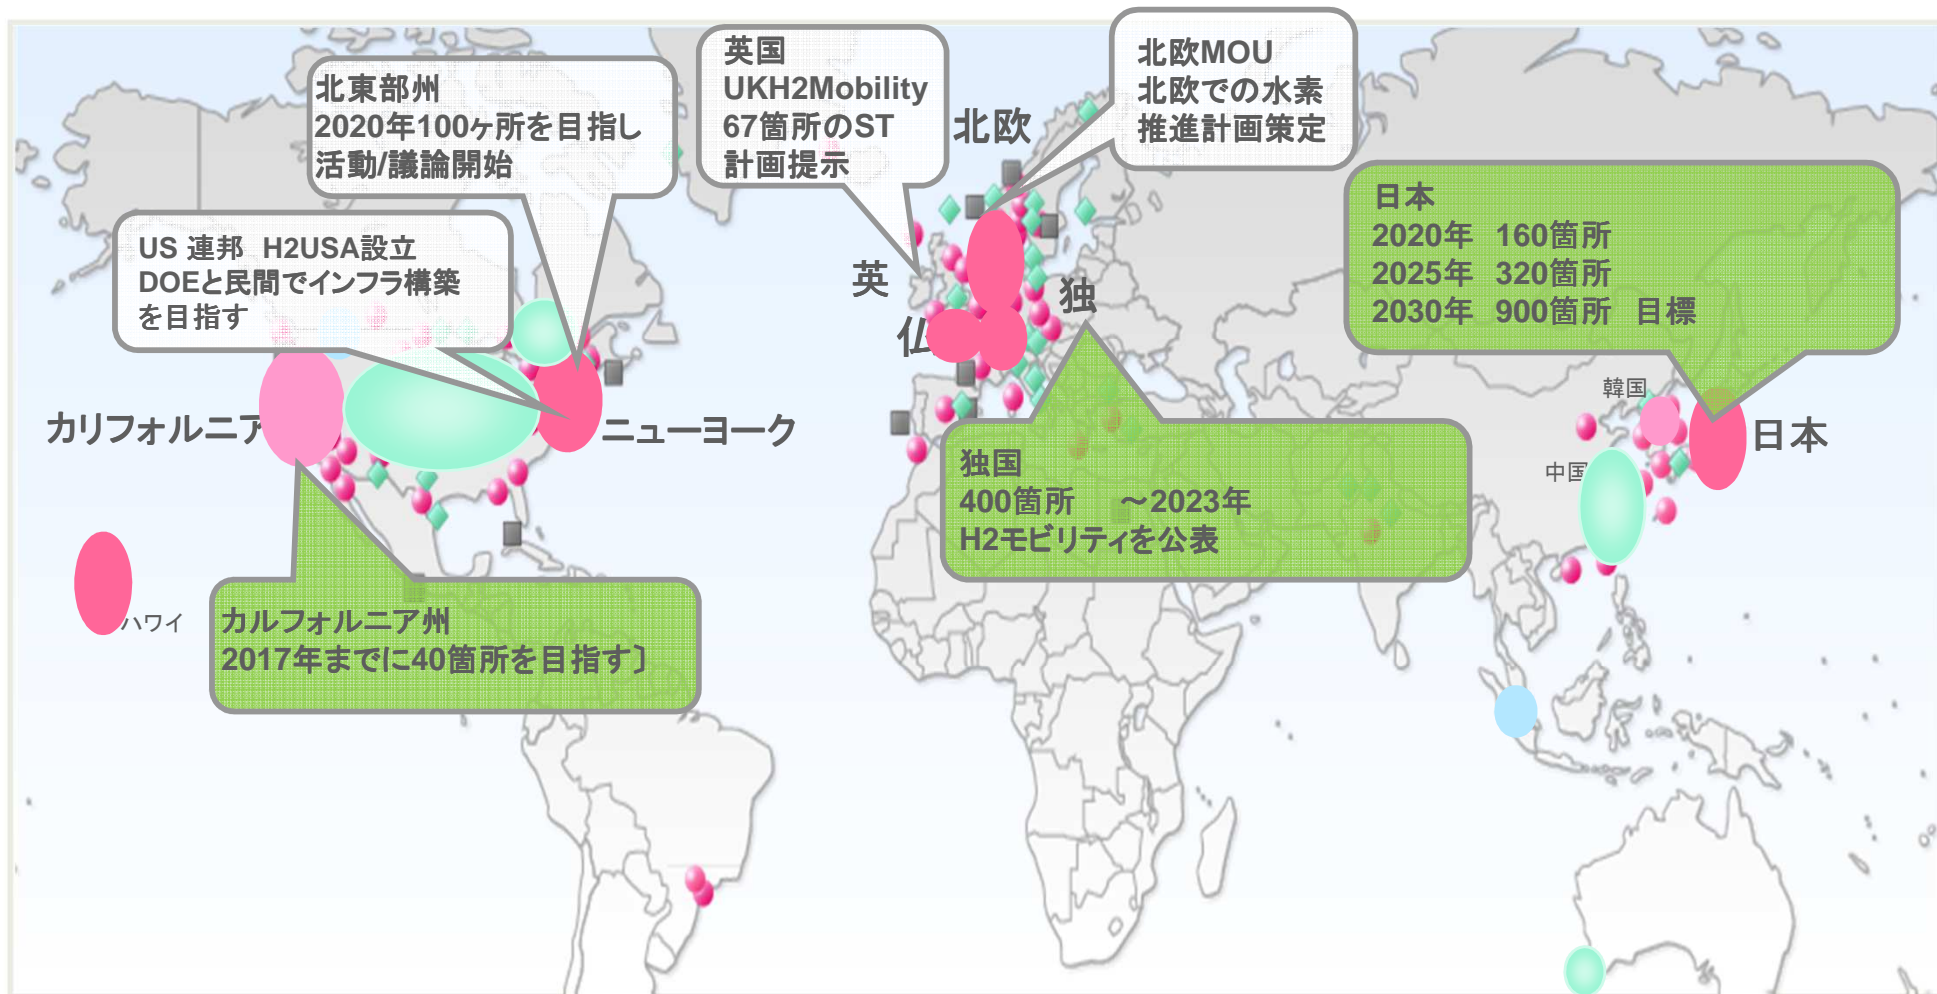 北東部州
2020年100ヶ所を目指し
活動/議論開始
英国
UKH2Mobility
67箇所のST
計画提示
北欧MOU
北欧での水素
推進計画策定
北欧
日本
2020年 160箇所
2025年 320箇所
2030年 900箇所 目標
US 連邦 H2USA設立
DOEと民間でインフラ構築
を目指す
英
独
仏
韓国
カリフォルニア
ニューヨーク
日本
中国
独国
400箇所 ～2023年
H2モビリティを公表
ハワイ
カルフォルニア州
2017年までに40箇所を目指す〕